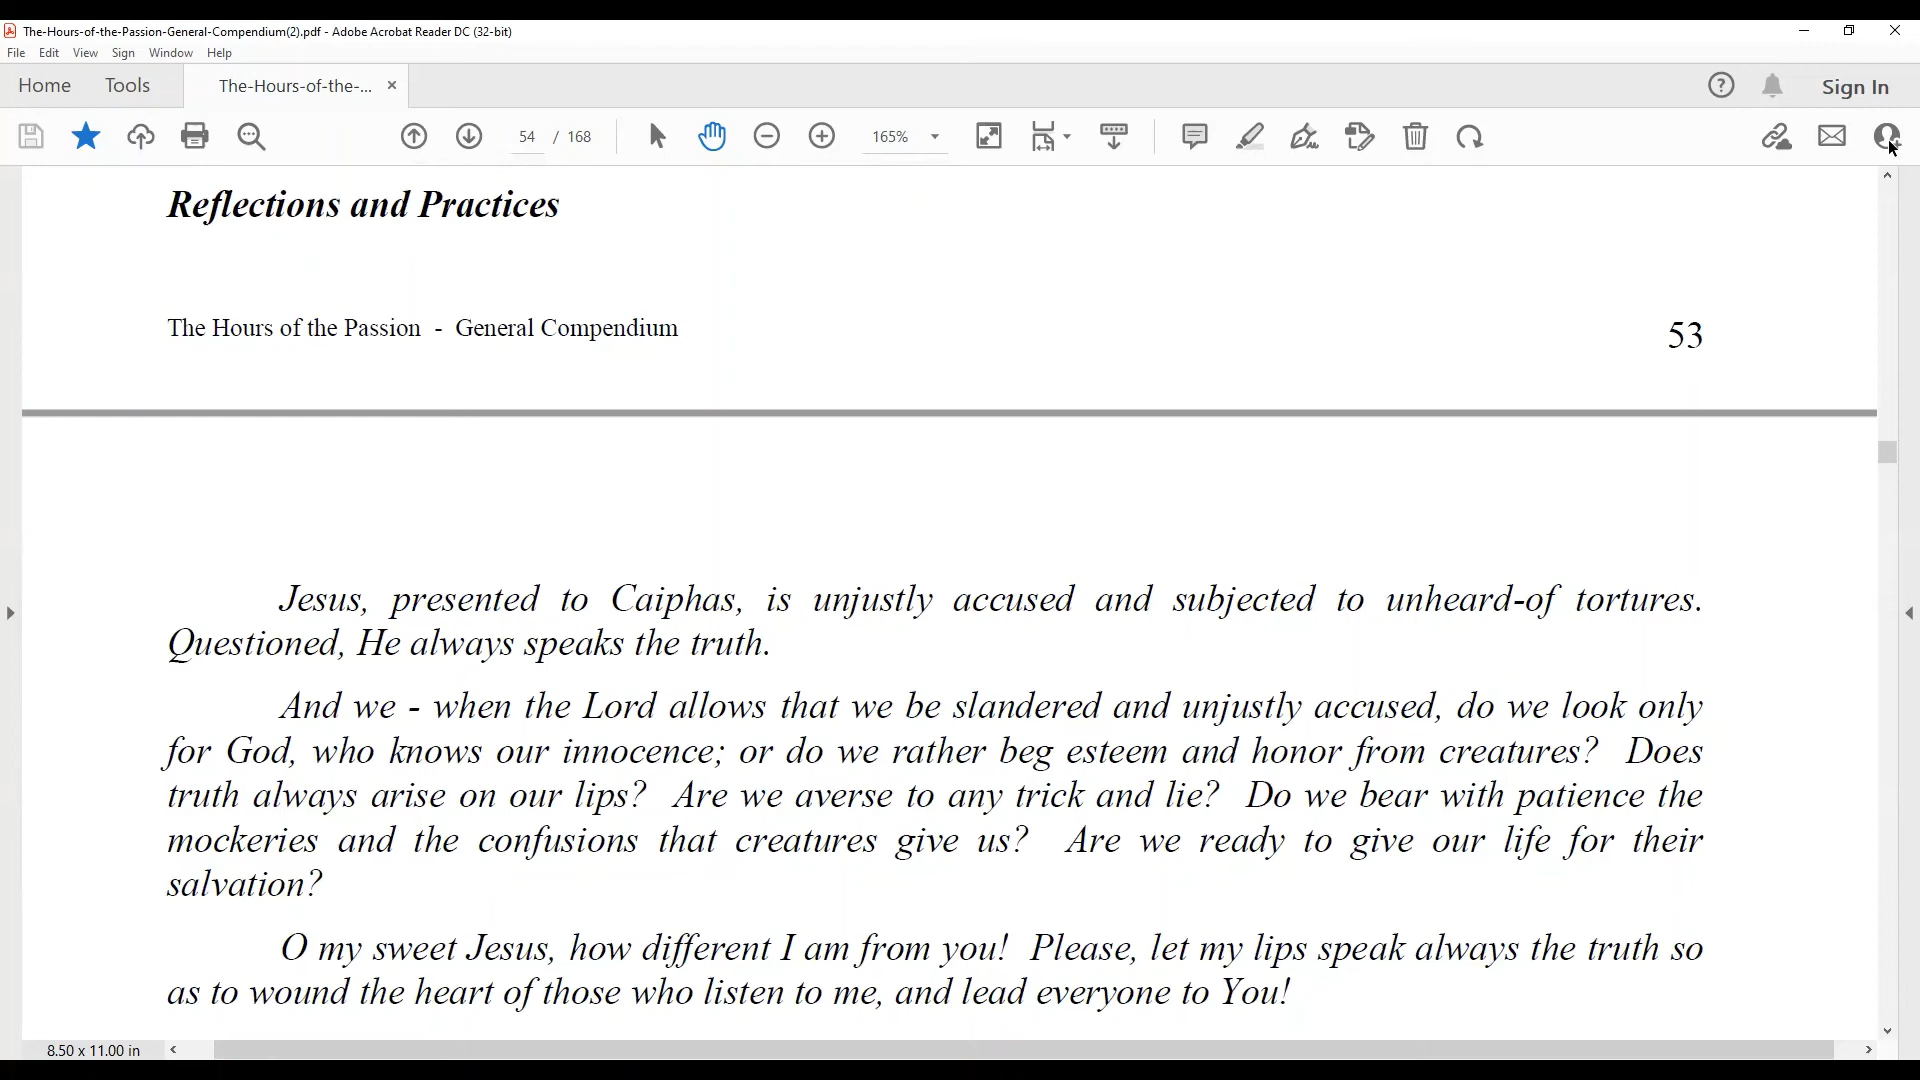 The-Hours-of-the-Passion-General-Compendium(2).pdf - Adobe Acrobat Reader DC (32-bit)
File Edit View Sign Window Help
Home Tools The-Hours-of-the-... × Sign In
54 / 168 165%
Reflections and Practices
The Hours of the Passion - General Compendium 53
Jesus, presented to Caiphas, is unjustly accused and subjected to unheard-of tortures.
Questioned, He always speaks the truth.
And we - when the Lord allows that we be slandered and unjustly accused, do we look only
for God, who knows our innocence; or do we rather beg esteem and honor from creatures? Does
truth always arise on our lips? Are we averse to any trick and lie? Do we bear with patience the
mockeries and the confusions that creatures give us? Are we ready to give our life for their
salvation?
O my sweet Jesus, how different I am from you! Please, let my lips speak always the truth so
as to wound the heart of those who listen to me, and lead everyone to You!
8.50 x 11.00 in